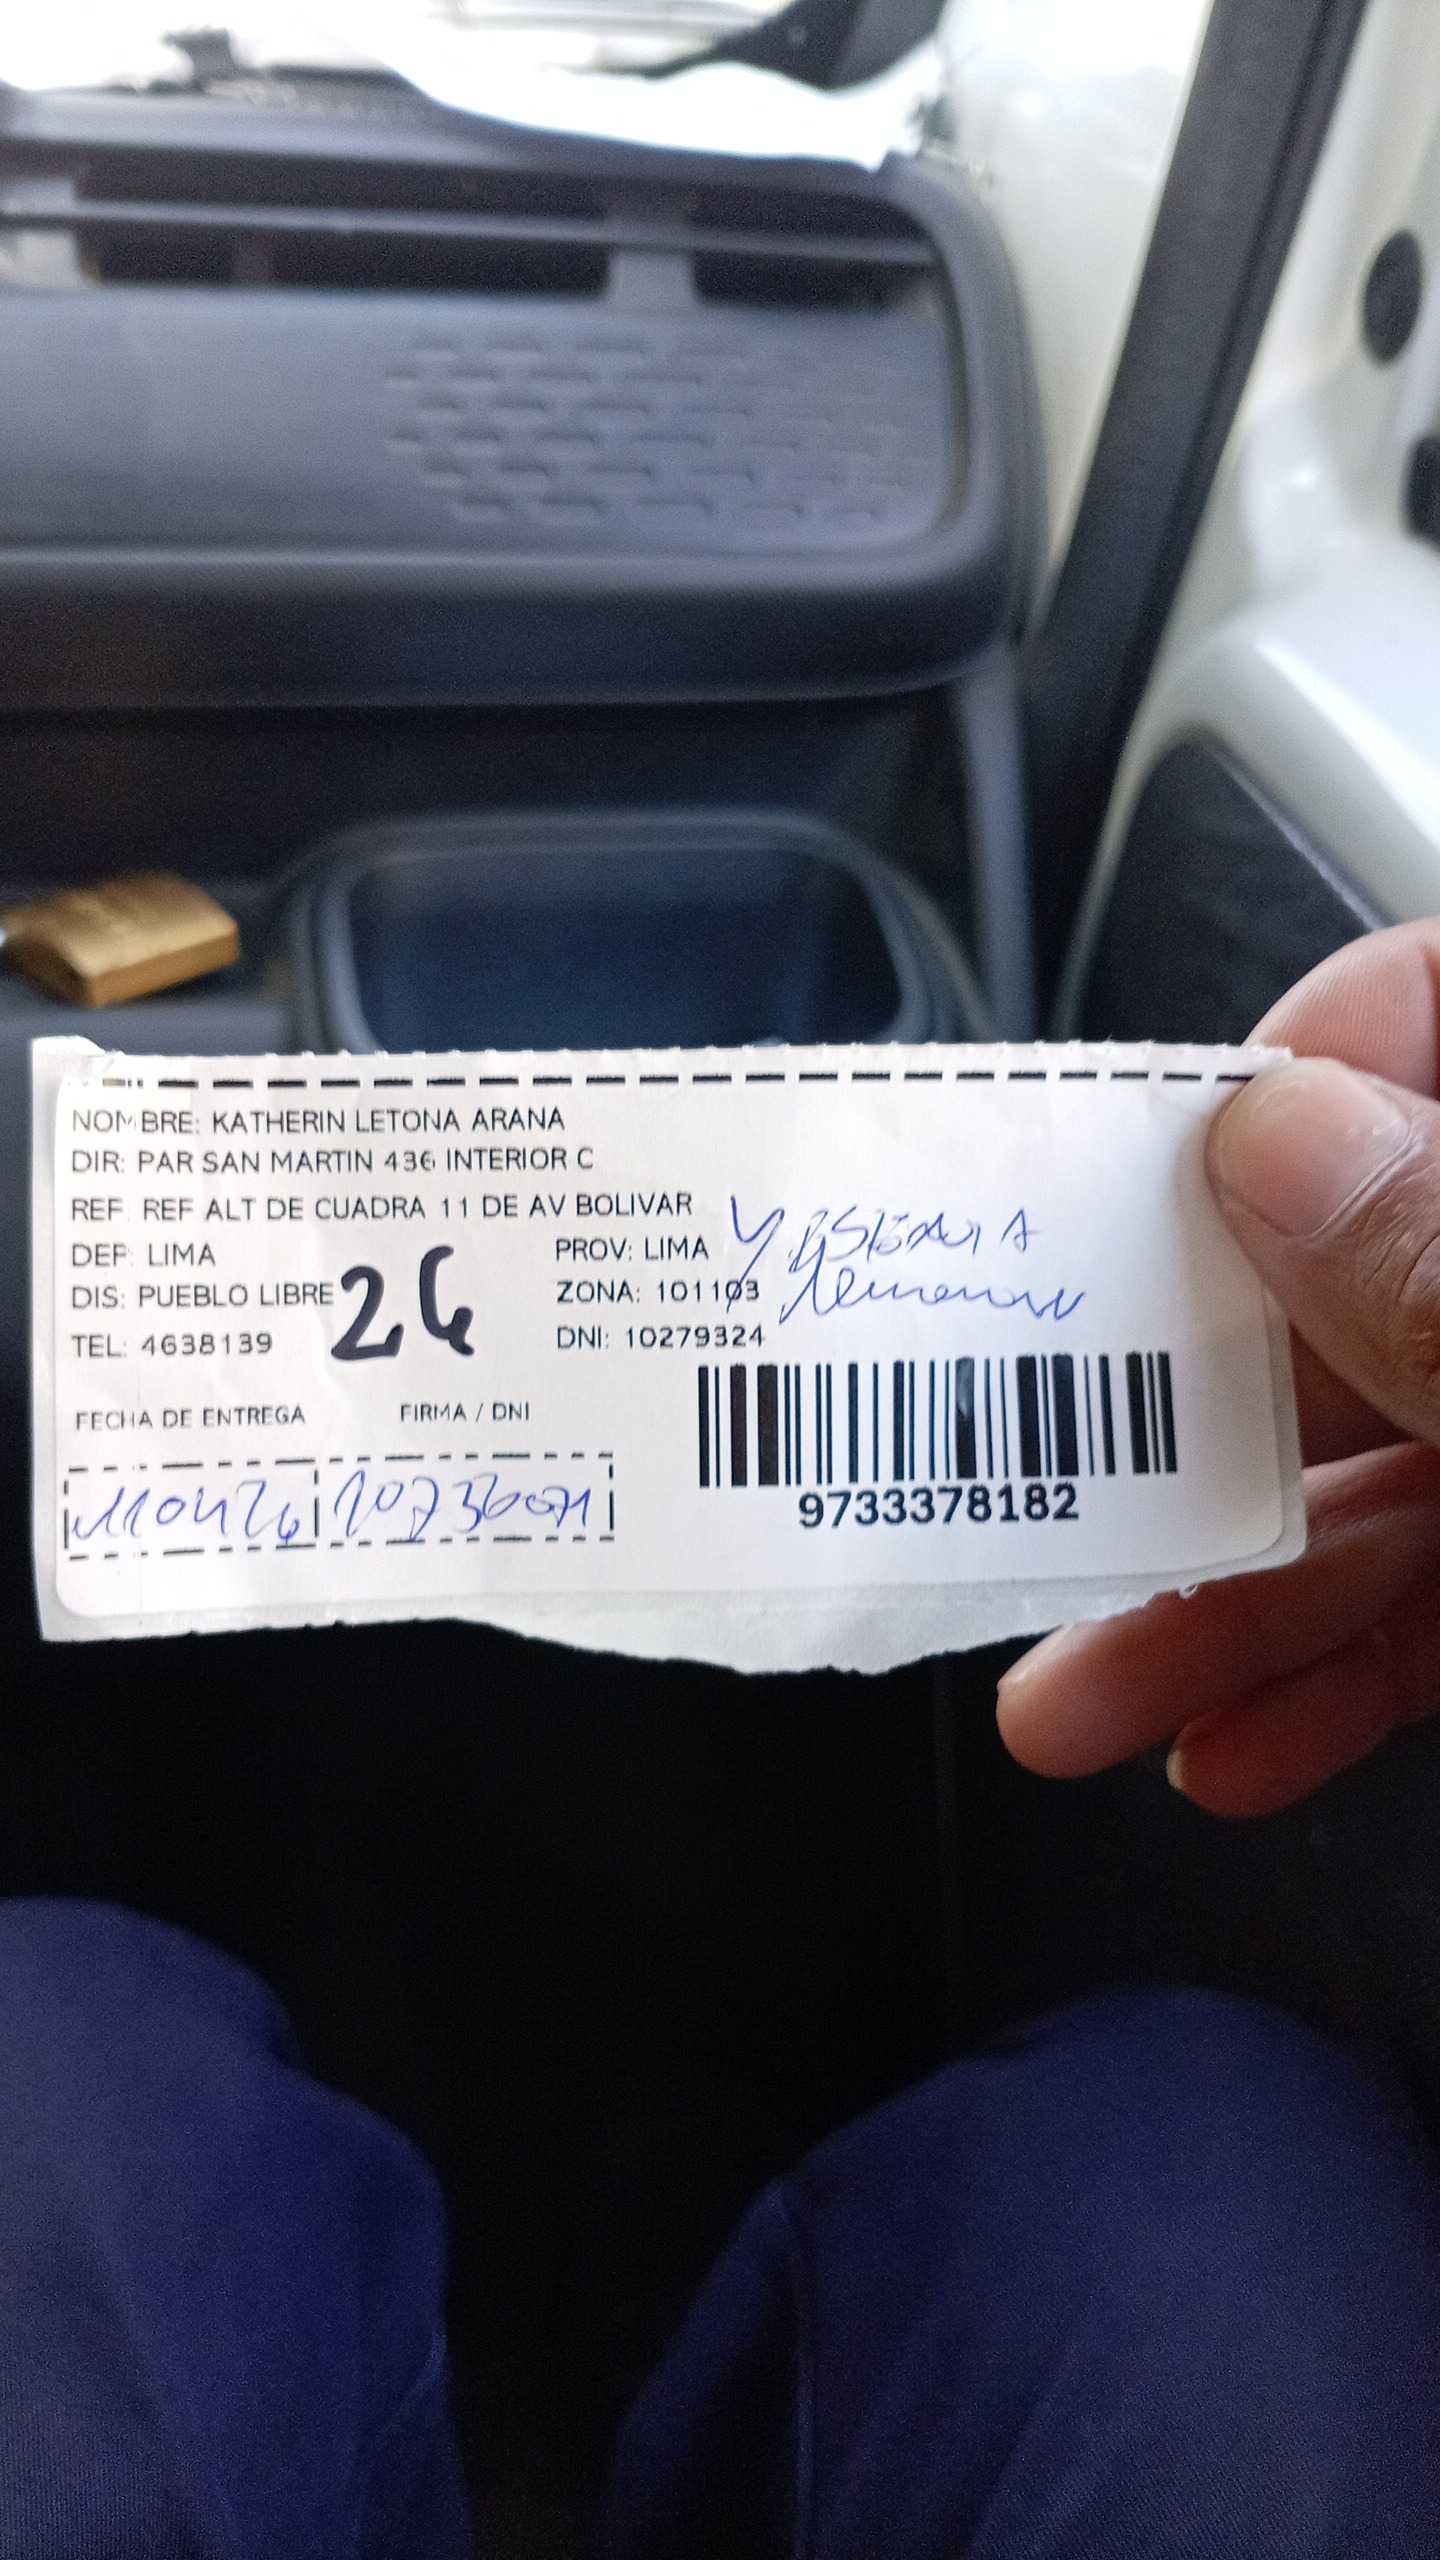 NOMBRE: KATHERIN LETONA ARANA
DIR: PAR SAN MARTIN 436 INTERIOR C
REF: REF ALT DE CUADRA 11 DE AV BOLIVAR
DEP: LIMA PROV: LIMA
DIS: PUEBLO LIBRE ZONA: 101103
24
TEL: 4638139 DNI: 10279324
FECHA DE ENTREGA FIRMA / DNI
9733378182